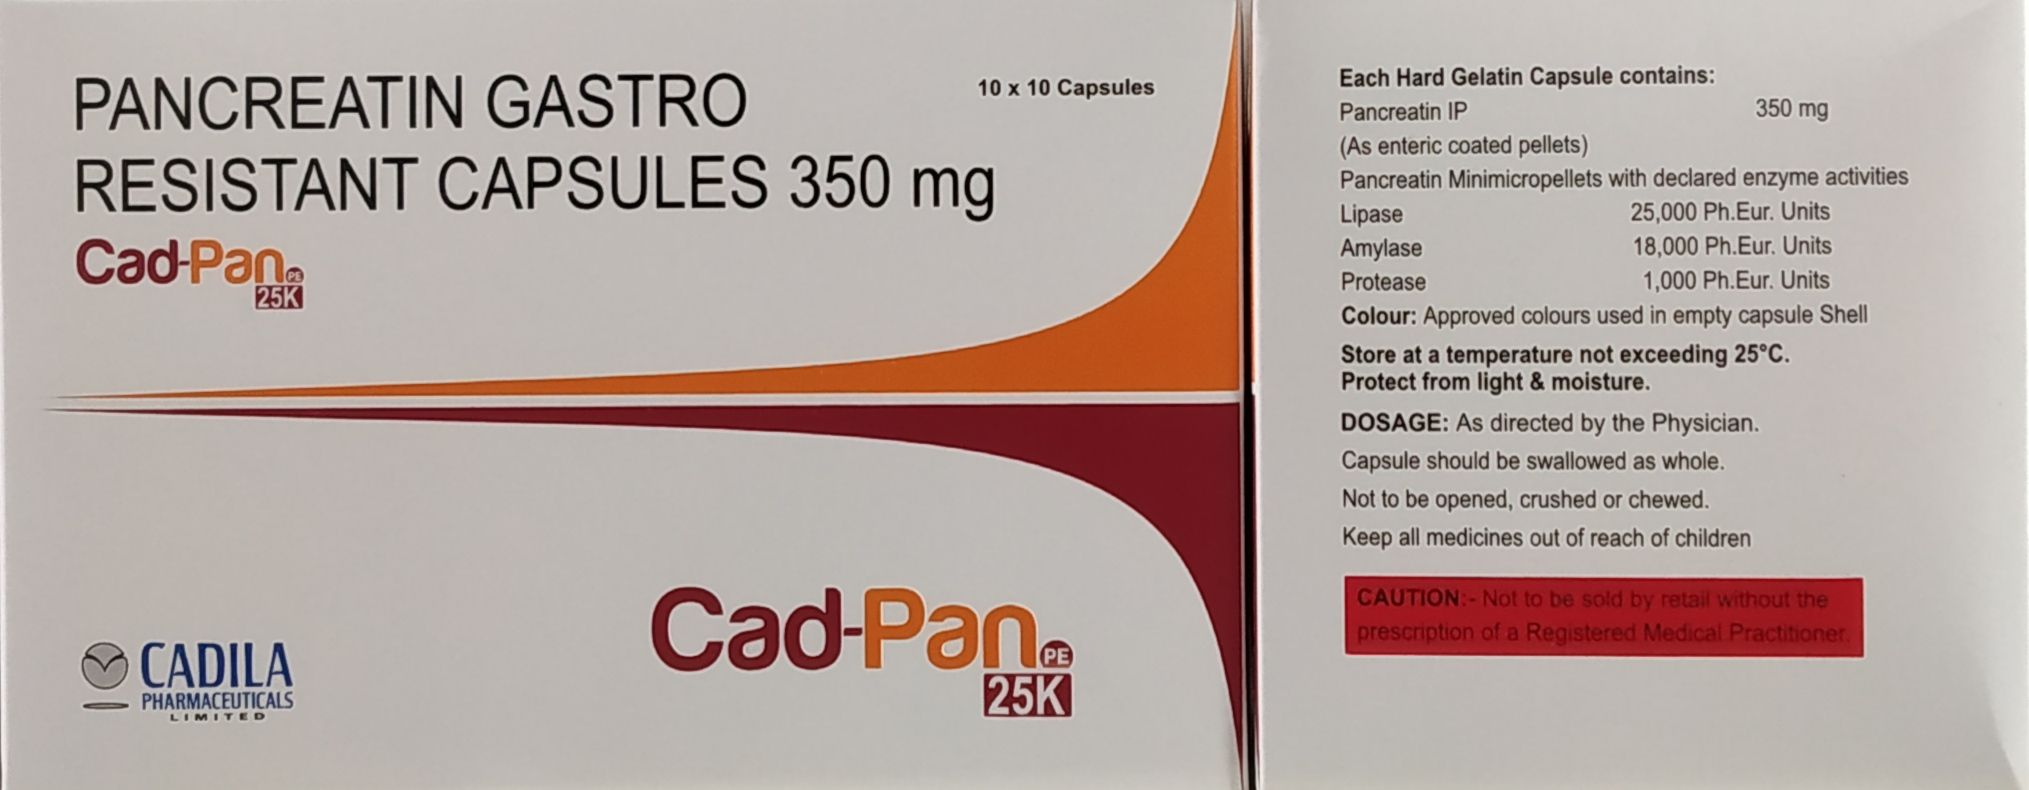 PANCREATIN GASTRO
RESISTANT CAPSULES 350 mg
10 x 10 Capsules
Cad-Pan PE
25K
Cad-Pan PE
25K
CADILA
PHARMACEUTICALS
LIMITED
Each Hard Gelatin Capsule contains:
Pancreatin IP 350 mg
(As enteric coated pellets)
Pancreatin Minimicropellets with declared enzyme activities
Lipase 25,000 Ph.Eur. Units
Amylase 18,000 Ph.Eur. Units
Protease 1,000 Ph.Eur. Units
Colour: Approved colours used in empty capsule Shell
Store at a temperature not exceeding 25°C.
Protect from light & moisture.
DOSAGE: As directed by the Physician.
Capsule should be swallowed as whole.
Not to be opened, crushed or chewed.
Keep all medicines out of reach of children
CAUTION:- Not to be sold by retail without the
prescription of a Registered Medical Practitioner.